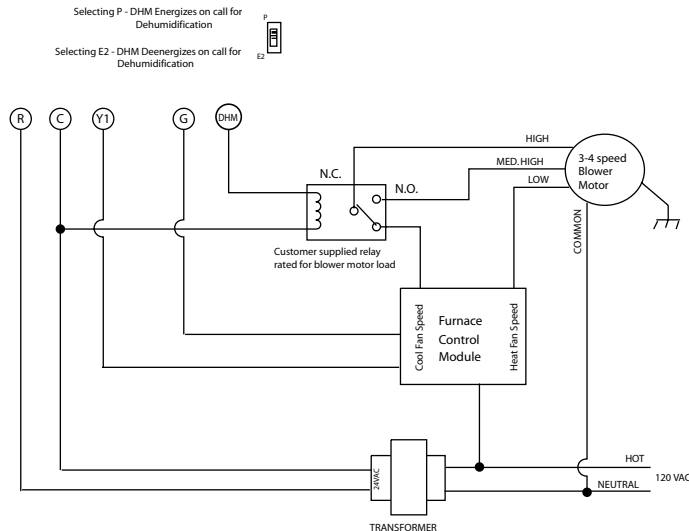 Selecting P - DHM Energizes on call for
Dehumidification
P
Selecting E2 - DHM Deenergizes on call for
Dehumidification
E2
R
C
Y1
G
DHM
HIGH
N.C.
MED. HIGH
3-4 speed
Blower
Motor
N.O.
LOW
COMMON
Customer supplied relay
rated for blower motor load
Cool Fan Speed
Furnace
Control
Module
Heat Fan Speed
24VAC
HOT
120 VAC
NEUTRAL
TRANSFORMER